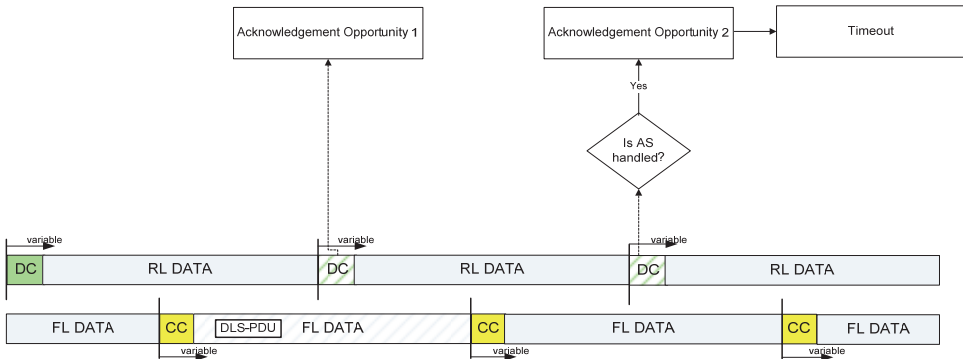 Acknowledgement Opportunity 1
Acknowledgement Opportunity 2
Timeout
Yes
Is AS
handled?
variable
variable
variable
DC
RL DATA
DC
RL DATA
DC
RL DATA
FL DATA
CC
DLS-PDU
FL DATA
CC
FL DATA
CC
FL DATA
variable
variable
variable